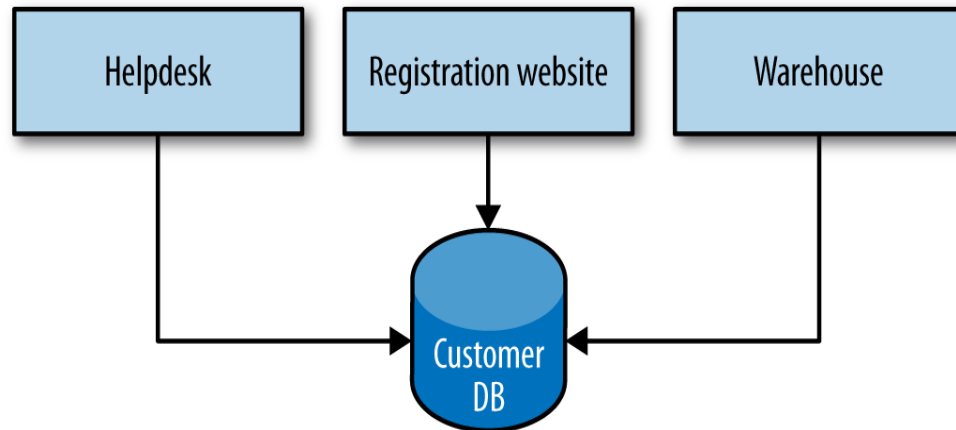 Helpdesk
Registration website
Warehouse
Customer
DB